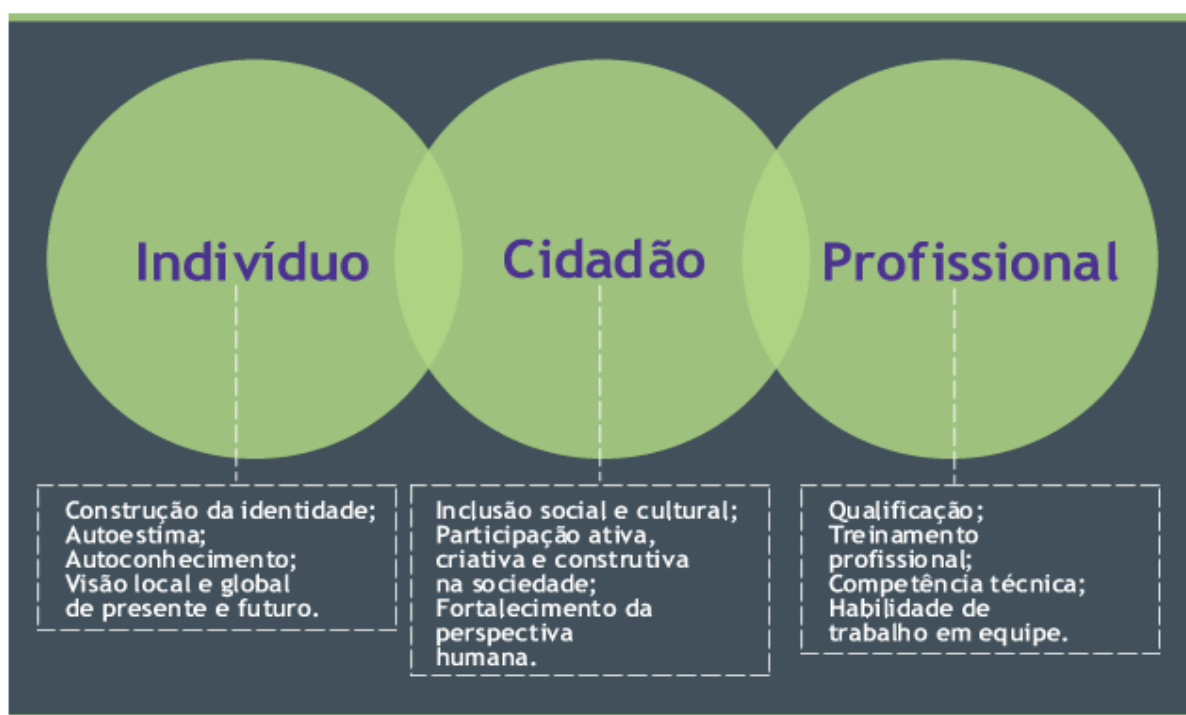 Indivíduo
Cidadão
Profissional
Construção da identidade;
Autoestima;
Autoconhecimento;
Visão local e global
de presente e futuro.
Inclusão social e cultural;
Participação ativa,
criativa e construtiva
na sociedade;
Fortalecimento da
perspectiva
humana.
Qualificação;
Treinamento
profissional;
Competência técnica;
Habilidade de
trabalho em equipe.